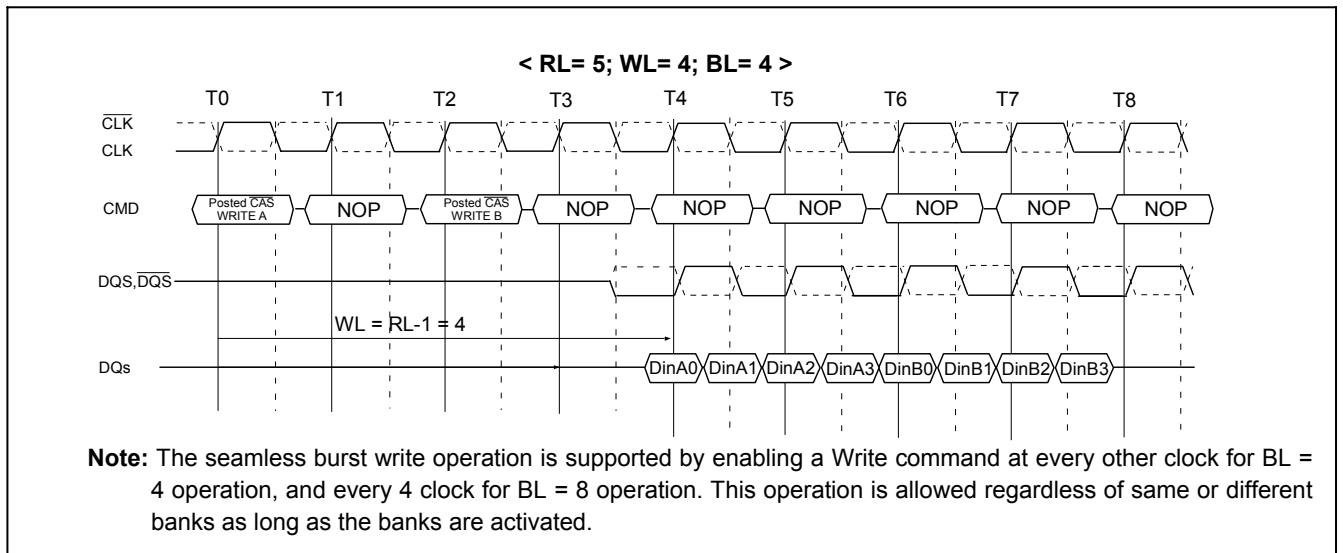 < RL= 5; WL= 4; BL= 4 >
T0 T1 T2 T3 T4 T5 T6 T7 T8
CLK
CLK
CMD
Posted CAS
WRITE A
NOP
Posted CAS
WRITE B
NOP NOP NOP NOP NOP NOP
DQS,DQS
WL = RL-1 = 4
DQs
DinA0 DinA1 DinA2 DinA3 DinB0 DinB1 DinB2 DinB3
Note: The seamless burst write operation is supported by enabling a Write command at every other clock for BL =
4 operation, and every 4 clock for BL = 8 operation. This operation is allowed regardless of same or different
banks as long as the banks are activated.